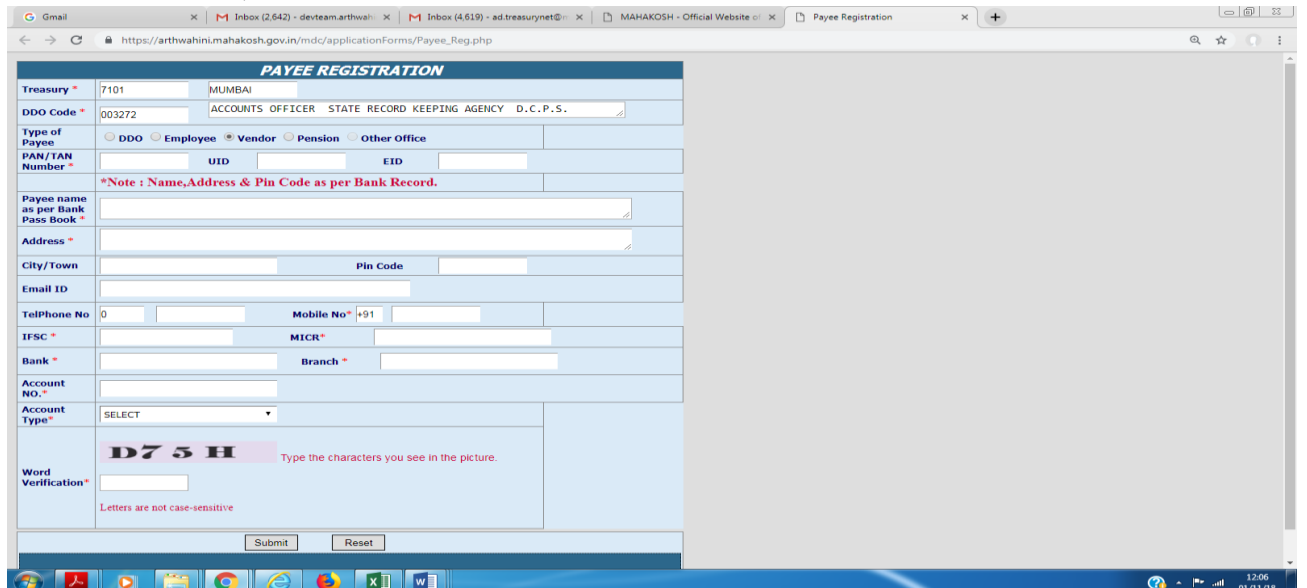 Gmail
Inbox (2,642) - devteam.arthwah
Inbox (4,619) - ad.treasurynet@n
MAHAKOSH - Official Website of
Payee Registration
https://arthwahini.mahakosh.gov.in/mdc/applicationForms/Payee_Reg.php
PAYEE REGISTRATION
Treasury * 7101 MUMBAI
DDO Code * 003272 ACCOUNTS OFFICER STATE RECORD KEEPING AGENCY D.C.P.S.
Type of
Payee
DDO Employee Vendor Pension Other Office
PAN/TAN
Number *
UID EID
*Note : Name,Address & Pin Code as per Bank Record.
Payee name
as per Bank
Pass Book *
Address *
City/Town Pin Code
Email ID
TelPhone No 0 Mobile No* +91
IFSC * MICR*
Bank * Branch *
Account
NO.*
Account
Type*
SELECT
D75H Type the characters you see in the picture.
Word
Verification*
Letters are not case-sensitive
Submit Reset
12:06